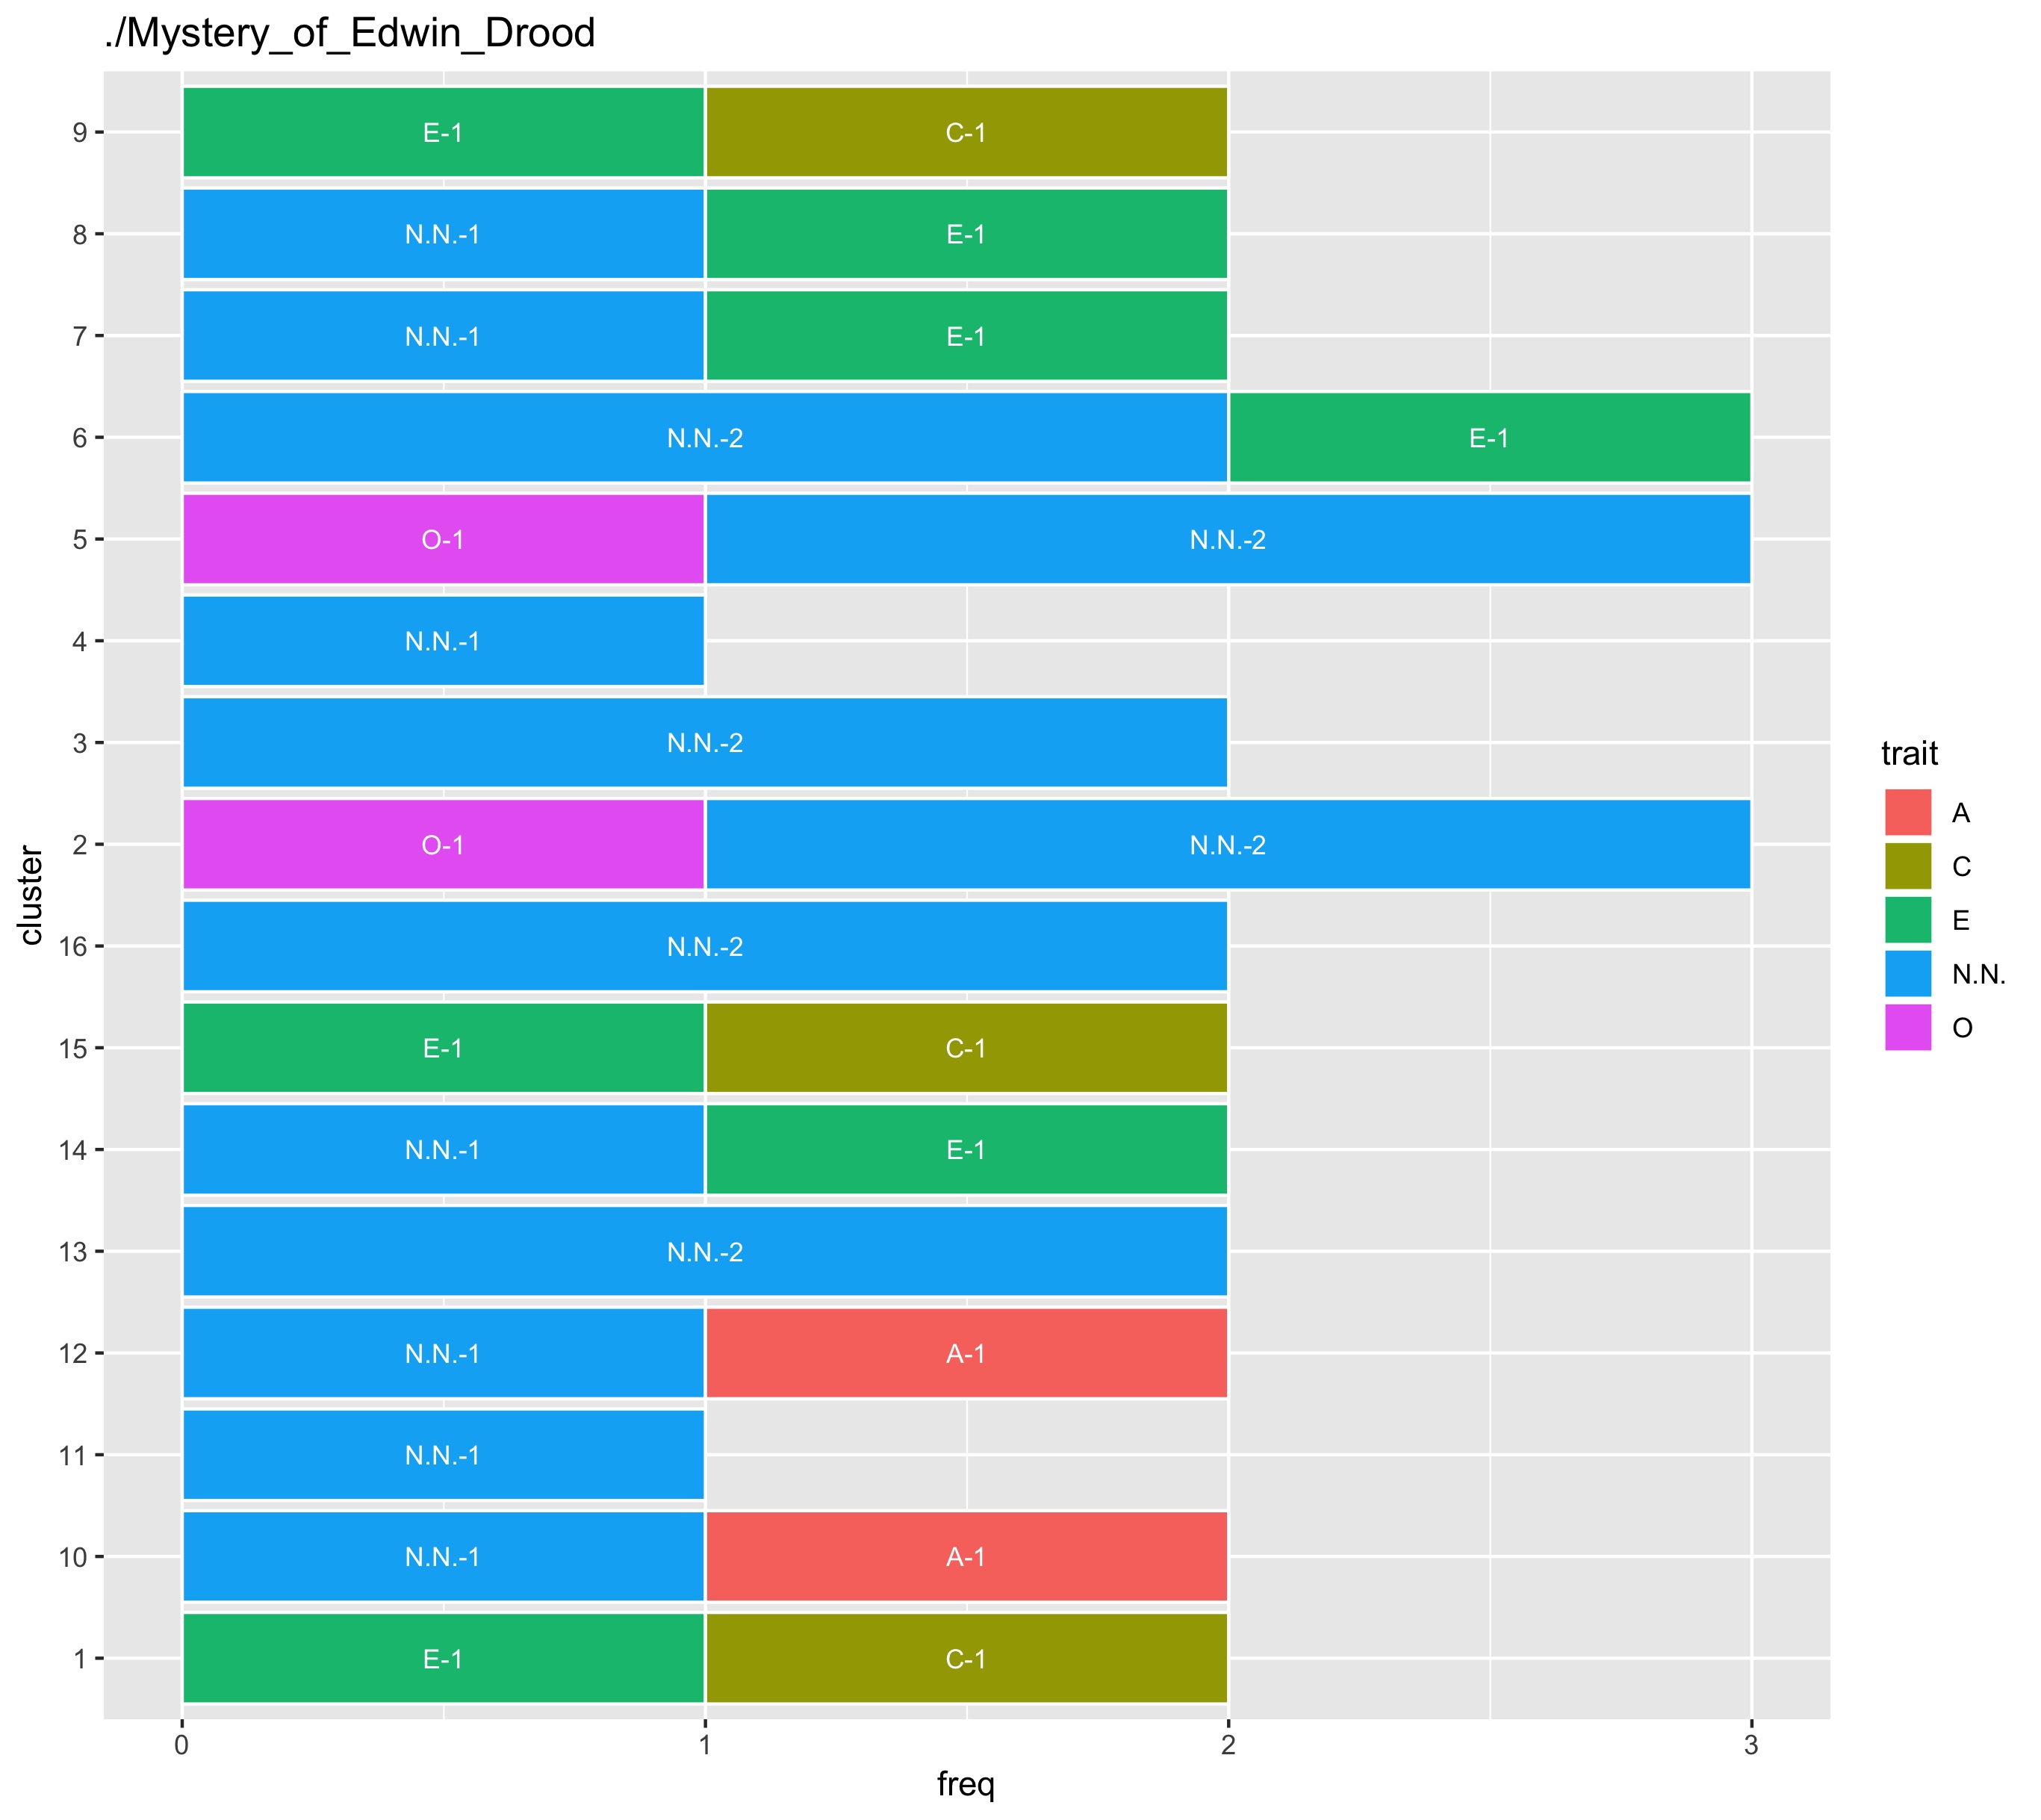 ./Mystery_of_Edwin_Drood
9 E-1 C-1
8 N.N.-1 E-1
7 N.N.-1 E-1
6 N.N.-2 E-1
5 O-1 N.N.-2
4 N.N.-1
3 N.N.-2
2 O-1 N.N.-2
16 N.N.-2
15 E-1 C-1
14 N.N.-1 E-1
13 N.N.-2
12 N.N.-1 A-1
11 N.N.-1
10 N.N.-1 A-1
1 E-1 C-1
cluster
0 1 2 3
freq
trait
A
C
E
N.N.
O